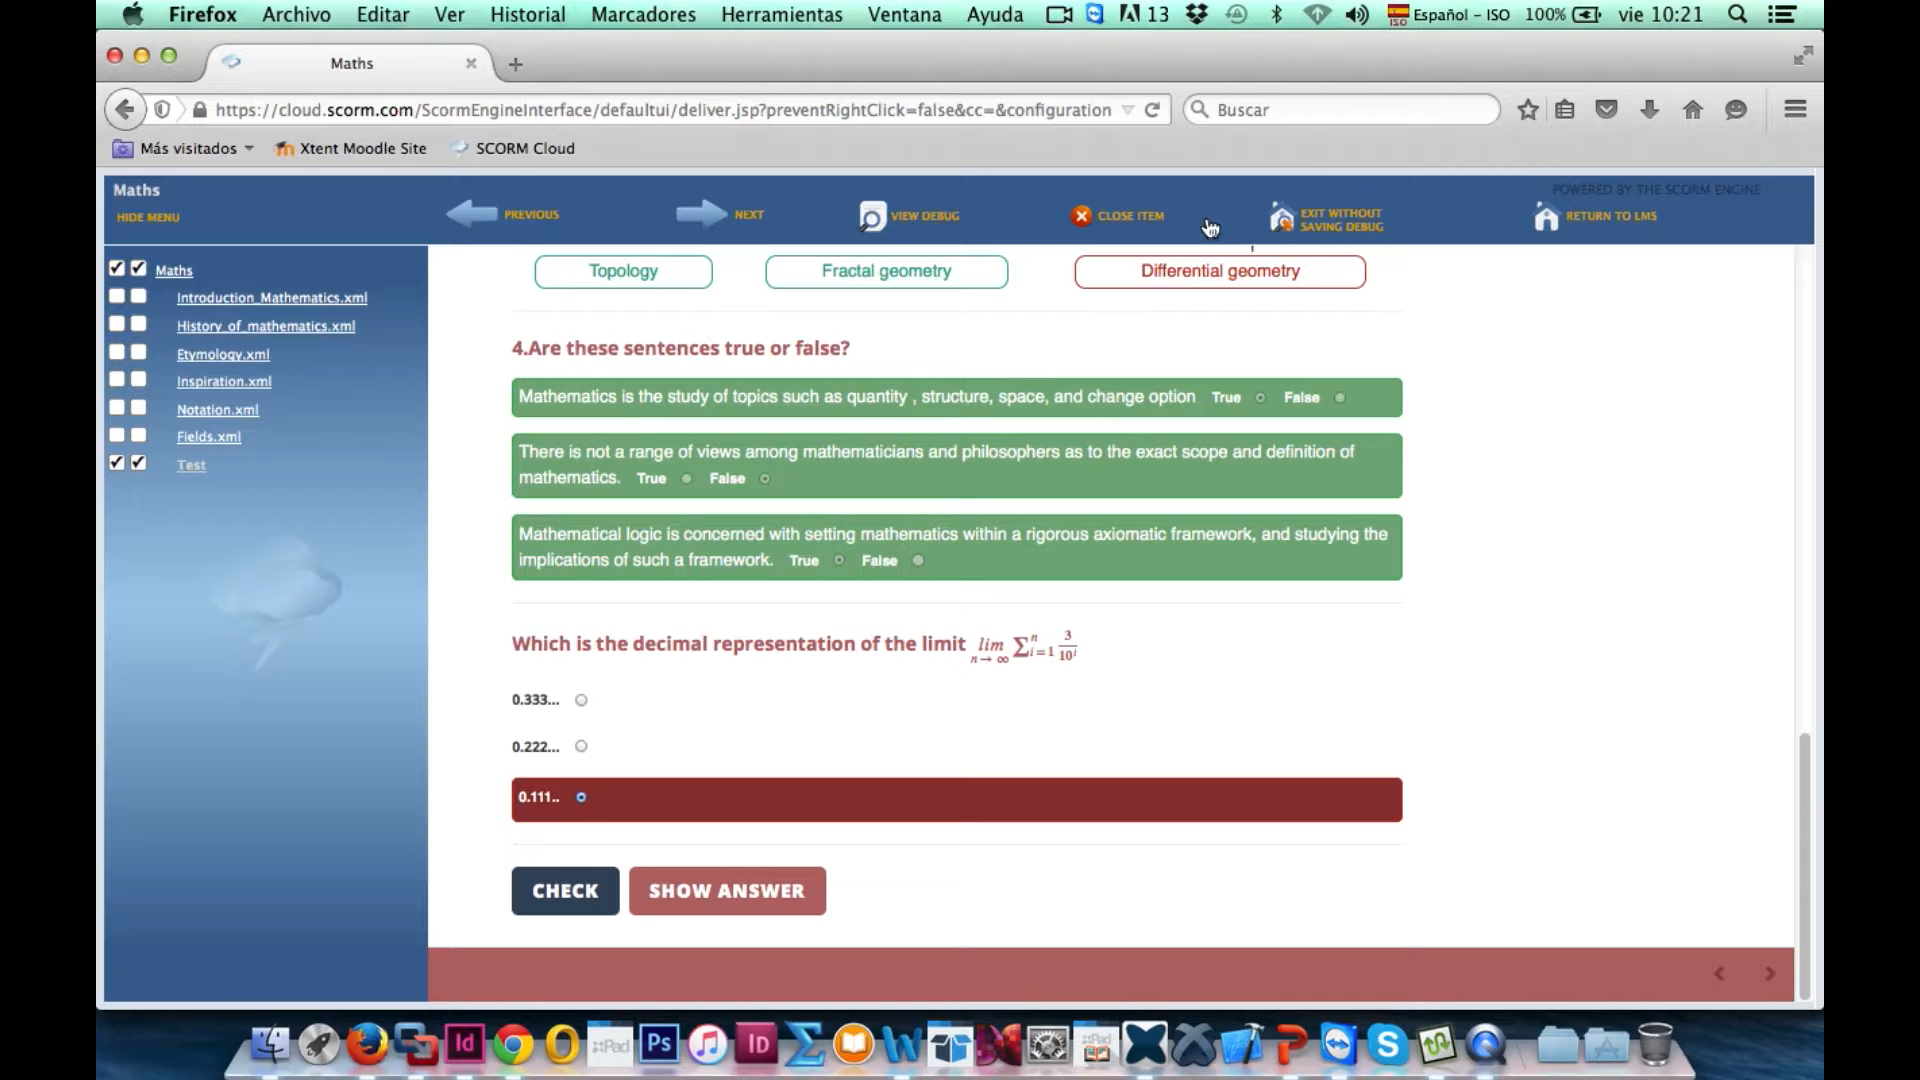 Firefox Archivo Editar Ver Historial Marcadores Herramientas Ventana Ayuda 13 Español - ISO 100% vie 10:21
ISO
Maths
https://cloud.scorm.com/ScormEngineInterface/defaultui/deliver.jsp?preventRightClick=false&cc=&configuration
Buscar
Más visitados Xtent Moodle Site SCORM Cloud
Maths
POWERED BY THE SCORM ENGINE
HIDE MENU
PREVIOUS
NEXT
VIEW DEBUG
CLOSE ITEM
EXIT WITHOUT
SAVING DEBUG
RETURN TO LMS
Maths
Introduction_Mathematics.xml
History_of_mathematics.xml
Etymology.xml
Inspiration.xml
Notation.xml
Fields.xml
Test
Topology Fractal geometry Differential geometry
4.Are these sentences true or false?
Mathematics is the study of topics such as quantity , structure, space, and change option True False
There is not a range of views among mathematicians and philosophers as to the exact scope and definition of
mathematics. True False
Mathematical logic is concerned with setting mathematics within a rigorous axiomatic framework, and studying the
implications of such a framework. True False
Which is the decimal representation of the limit lim n→ ∞ ∑ n i=1 3 10^i
0.333...
0.222...
0.111..
CHECK SHOW ANSWER
Id
Ps
ID
W
P
S